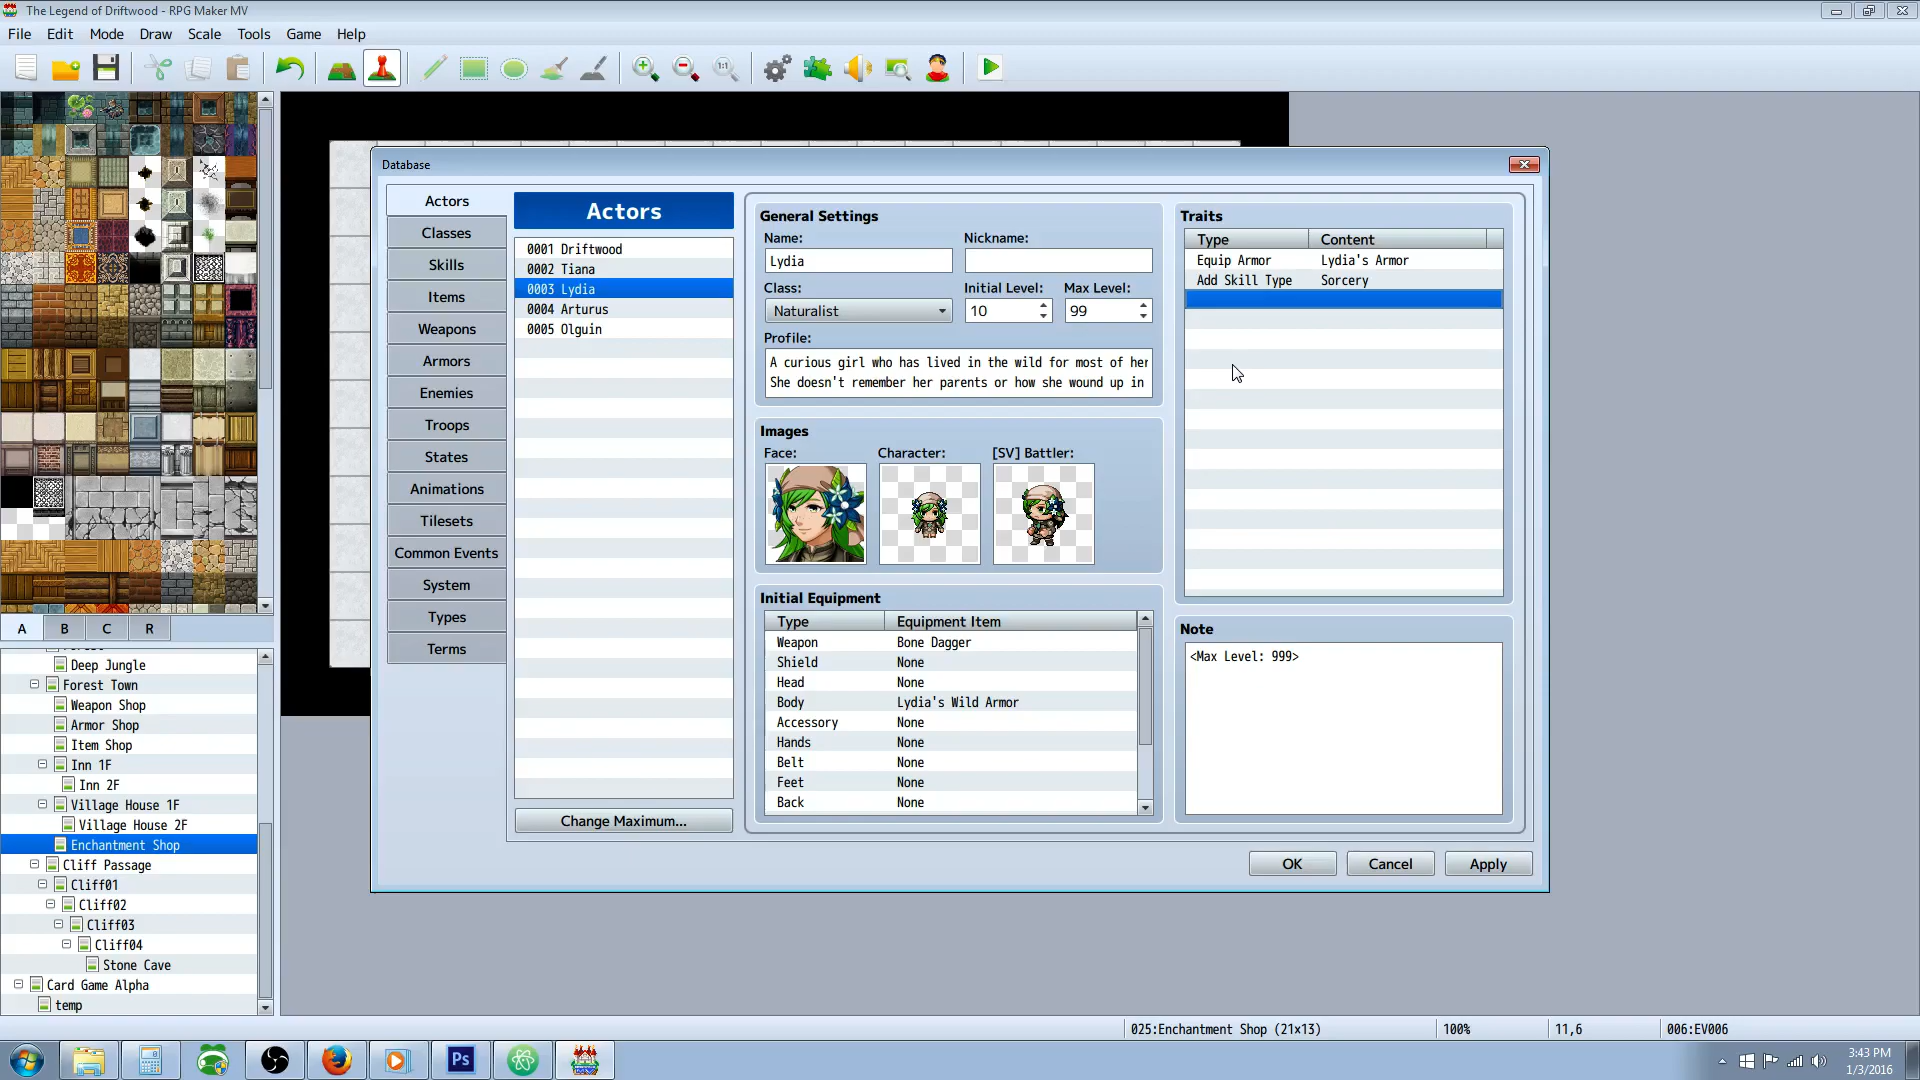 The Legend of Driftwood - RPG Maker MV
File Edit Mode Draw Scale Tools Game Help
1:1
A B C R
Deep Jungle
Forest Town
Weapon Shop
Armor Shop
Item Shop
Inn 1F
Inn 2F
Village House 1F
Village House 2F
Enchantment Shop
Cliff Passage
Cliff01
Cliff02
Cliff03
Cliff04
Stone Cave
Card Game Alpha
temp
Database
Actors
Classes
Skills
Items
Weapons
Armors
Enemies
Troops
States
Animations
Tilesets
Common Events
System
Types
Terms
Actors
0001 Driftwood
0002 Tiana
0003 Lydia
0004 Arturus
0005 Olguin
Change Maximum...
General Settings
Name: Nickname:
Lydia
Class: Initial Level: Max Level:
Naturalist 10 99
Profile:
A curious girl who has lived in the wild for most of her
She doesn't remember her parents or how she wound up in
Images
Face: Character: [SV] Battler:
Initial Equipment
Type Equipment Item
Weapon Bone Dagger
Shield None
Head None
Body Lydia's Wild Armor
Accessory None
Hands None
Belt None
Feet None
Back None
Traits
Type Content
Equip Armor Lydia's Armor
Add Skill Type Sorcery
Note
<Max Level: 999>
OK Cancel Apply
025:Enchantment Shop (21x13) 100% 11,6 006:EV006
Ps
3:43 PM
1/3/2016